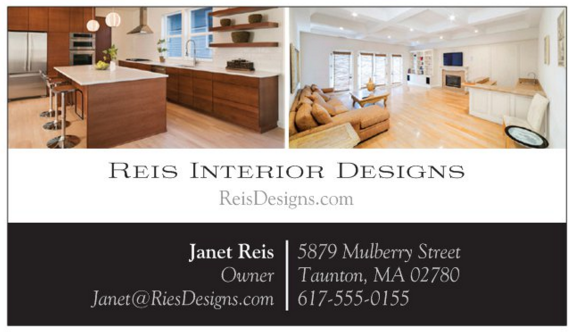 REIS INTERIOR DESIGNS
ReisDesigns.com
Janet Reis
Owner
Janet@RiesDesigns.com
5879 Mulberry Street
Taunton, MA 02780
617-555-0155